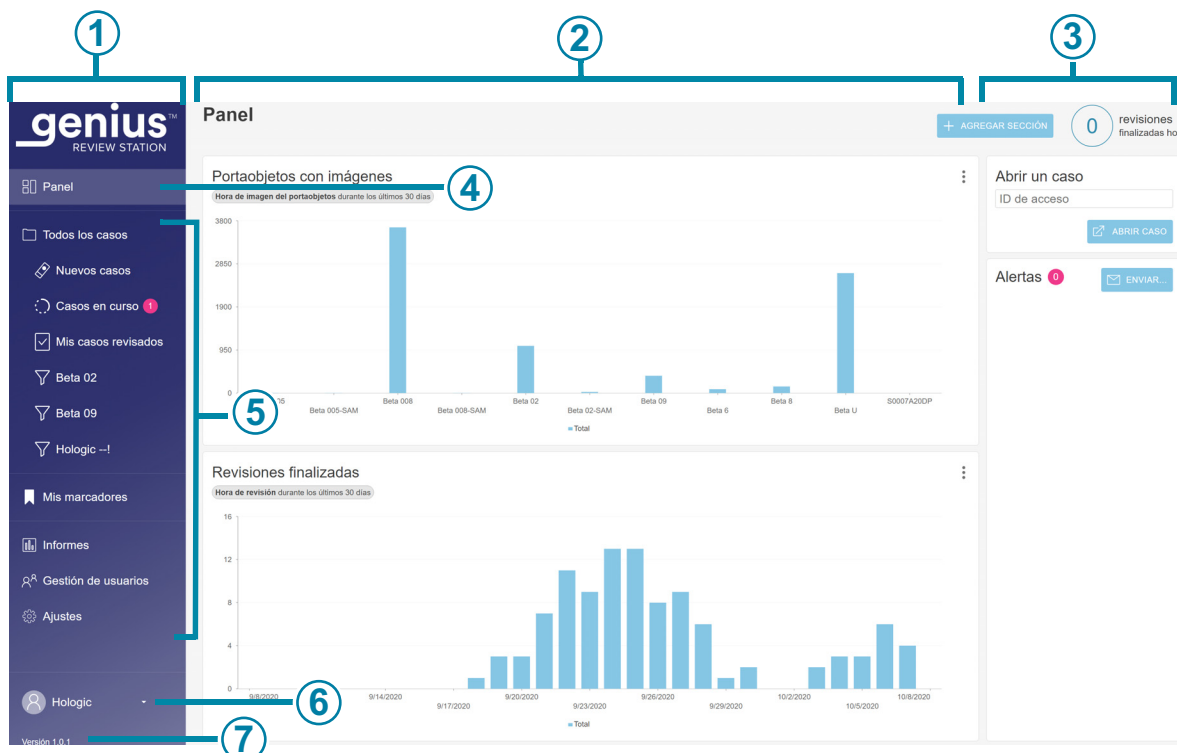 1
2
3
genius™
REVIEW STATION
Panel
Todos los casos
Nuevos casos
Casos en curso 1
Mis casos revisados
Beta 02
Beta 09
Hologic --!
Mis marcadores
Informes
Gestión de usuarios
Ajustes
Hologic
Versión 1.0.1
4
5
6
7
Panel
+ AGREGAR SECCIÓN
0
revisiones
finalizadas ho
Portaobjetos con imágenes
Hora de imagen del portaobjetos durante los últimos 30 días
3800
2850
1900
950
0
05
Beta 005-SAM
Beta 008
Beta 008-SAM
Beta 02
Beta 02-SAM
Beta 09
Beta 6
Beta 8
Beta U
S0007A20DP
Total
Revisiones finalizadas
Hora de revisión durante los últimos 30 días
16
12
8
4
0
9/8/2020
9/14/2020
9/17/2020
9/20/2020
9/23/2020
9/26/2020
9/29/2020
10/2/2020
10/5/2020
10/8/2020
Total
Abrir un caso
ID de acceso
ABRIR CASO
Alertas 0
ENVIAR...